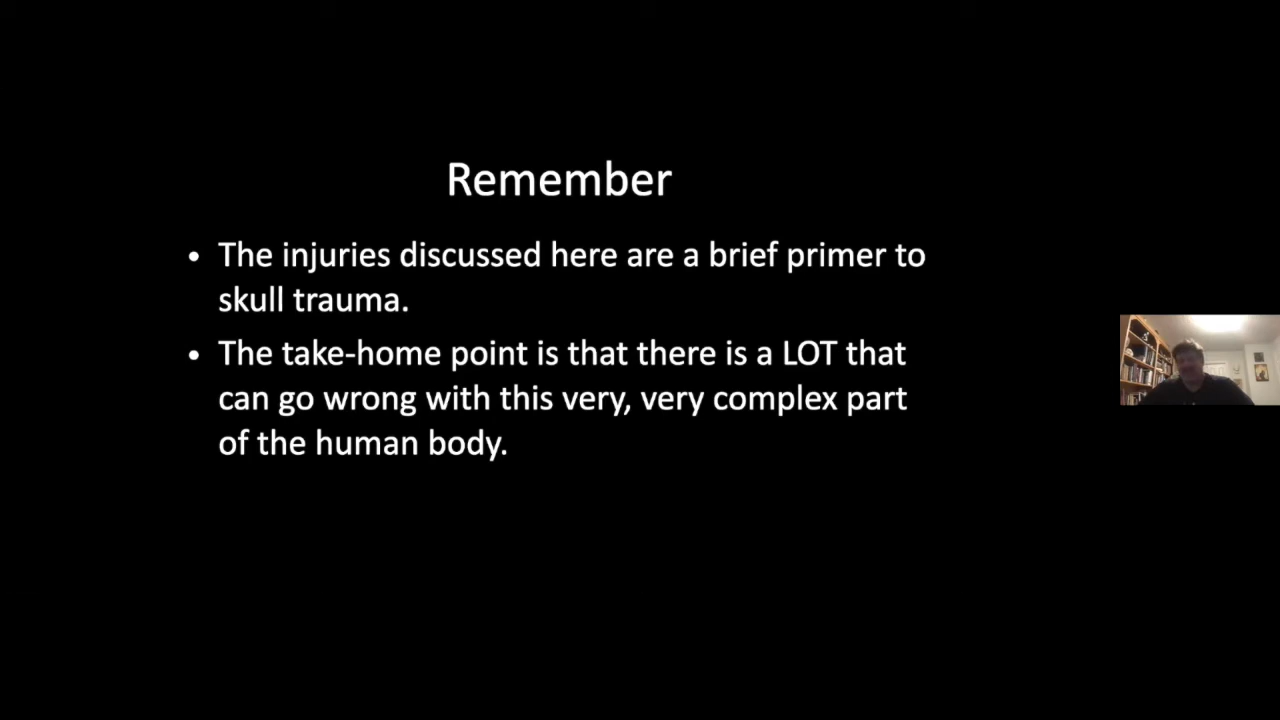 Remember
• The injuries discussed here are a brief primer to
skull trauma.
• The take-home point is that there is a LOT that
can go wrong with this very, very complex part
of the human body.